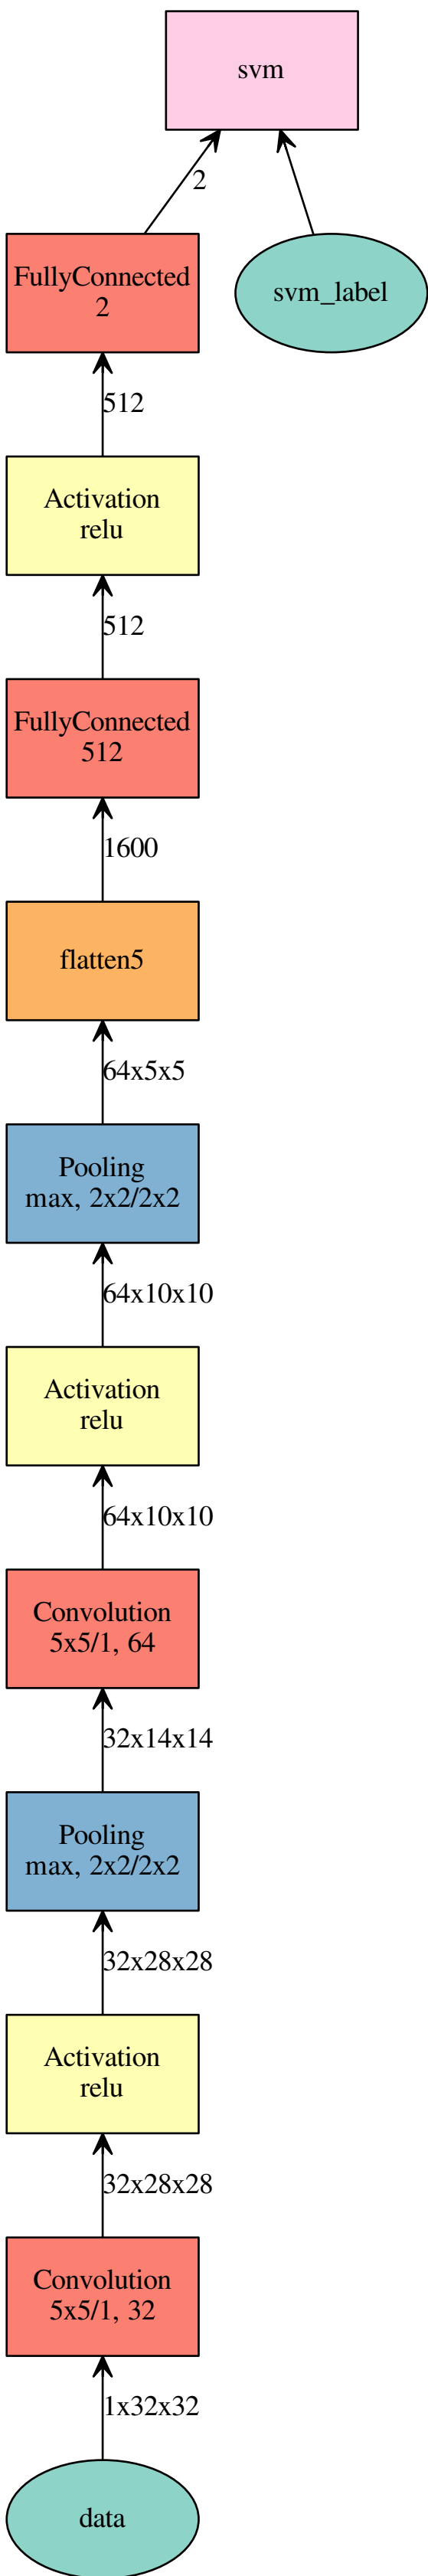 svm
2
FullyConnected
2
svm_label
512
Activation
relu
512
FullyConnected
512
1600
flatten5
64x5x5
Pooling
max, 2x2/2x2
64x10x10
Activation
relu
64x10x10
Convolution
5x5/1, 64
32x14x14
Pooling
max, 2x2/2x2
32x28x28
Activation
relu
32x28x28
Convolution
5x5/1, 32
1x32x32
data